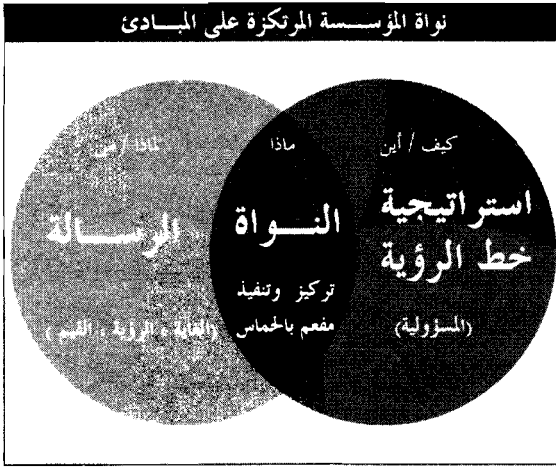 نواة المؤسسة المرتكزة على المبادئ
كيف / أين
استراتيجية
خط الرؤية
(المسؤولية)
ماذا
النواة
تركيز وتنفيذ
مفعم بالحماس
لماذا / من
الرسالة
(الغاية ، الرؤية ، القيم)